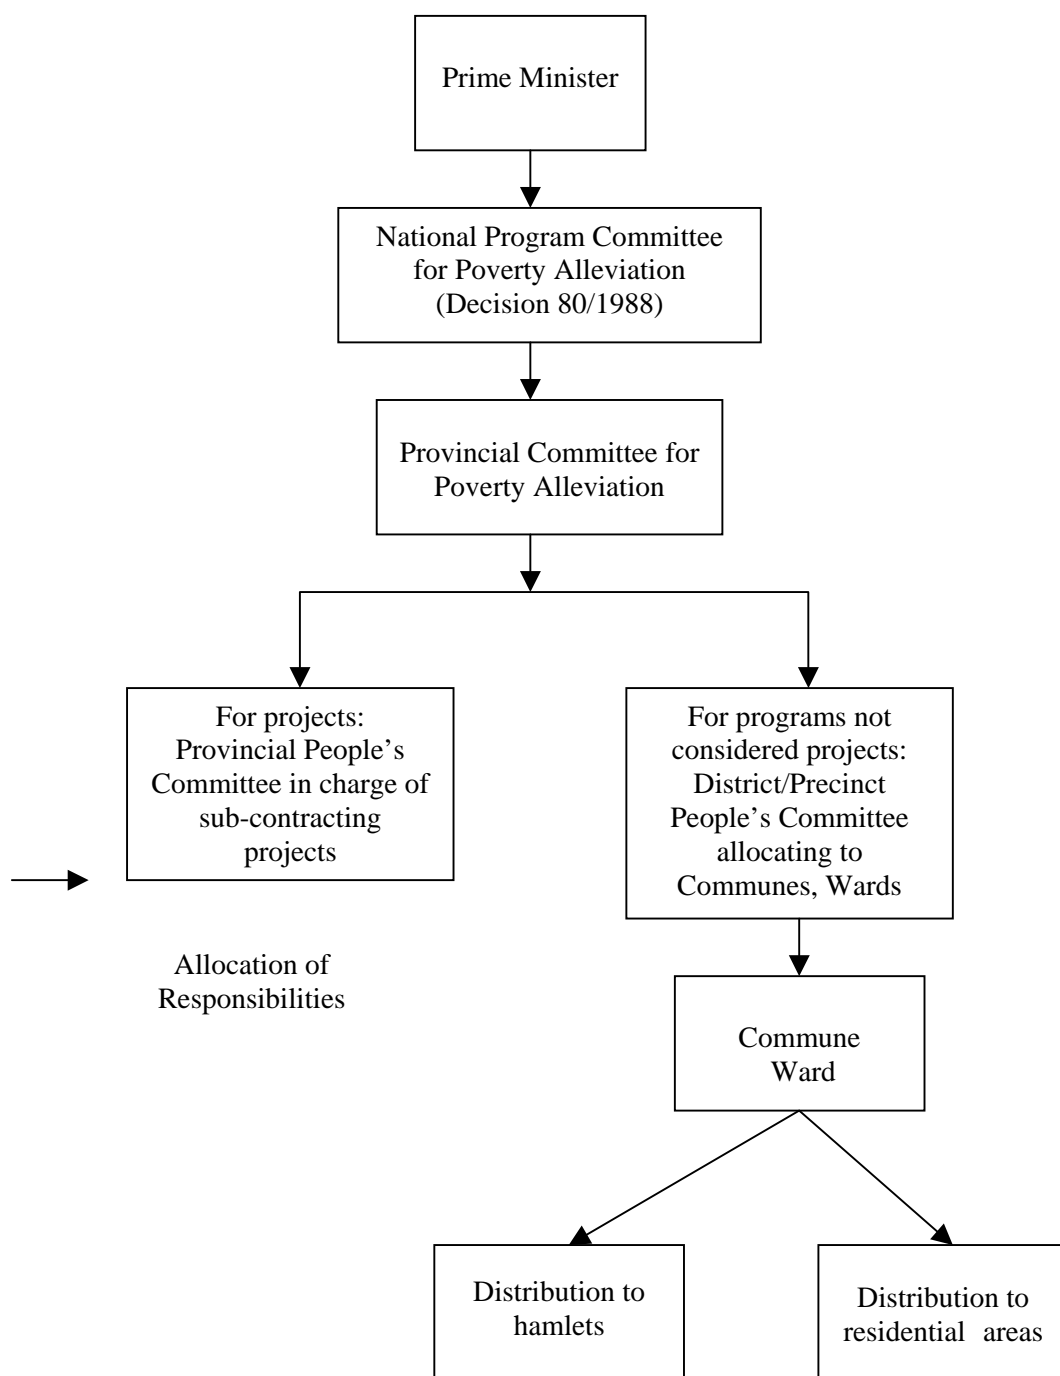 Prime Minister
National Program Committee
for Poverty Alleviation
(Decision 80/1988)
Provincial Committee for
Poverty Alleviation
For projects:
Provincial People’s
Committee in charge of
sub-contracting
projects
For programs not
considered projects:
District/Precinct
People’s Committee
allocating to
Communes, Wards
Allocation of
Responsibilities
Commune
Ward
Distribution to
hamlets
Distribution to
residential areas